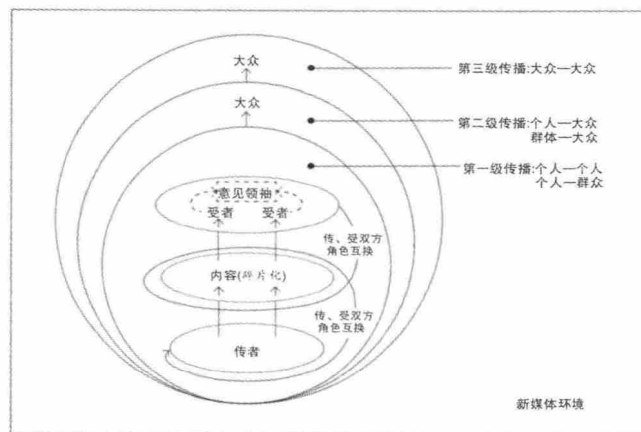 大众
第三级传播:大众—大众
大众
第二级传播:个人—大众
群体—大众
第一级传播:个人—个人
个人—群众
意见领袖
受者 受者
传、受双方
角色互换
内容(碎片化)
传、受双方
角色互换
传者
新媒体环境